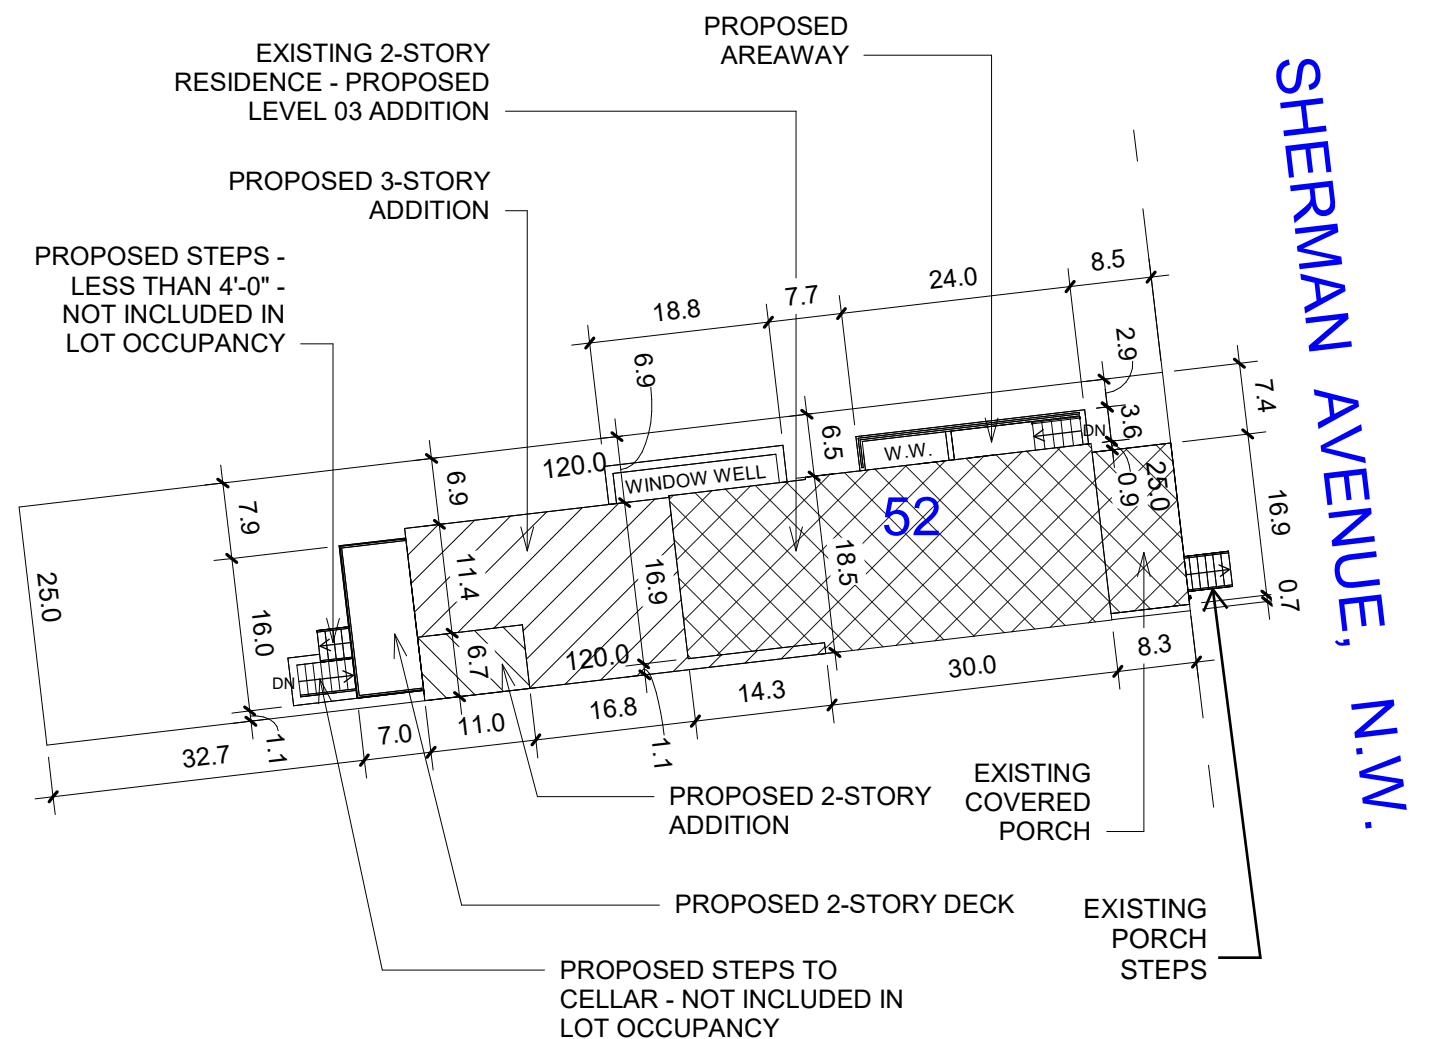 PROPOSED
AREAWAY
EXISTING 2-STORY
RESIDENCE - PROPOSED
LEVEL 03 ADDITION
PROPOSED 3-STORY
ADDITION
PROPOSED STEPS -
LESS THAN 4'-0" -
NOT INCLUDED IN
LOT OCCUPANCY
SHERMAN AVENUE, N.W.
18.8
7.7
24.0
8.5
6.9
2.9
7.4
3.6
DN
6.5
W.W.
120.0
WINDOW WELL
6.9
7.9
52
0.9
25.0
16.9
25.0
11.4
16.9
18.5
0.7
16.0
6.7
120.0
DN
8.3
30.0
14.3
16.8
11.0
7.0
32.7
1.1
1.1
PROPOSED 2-STORY
ADDITION
EXISTING
COVERED
PORCH
PROPOSED 2-STORY DECK
EXISTING
PORCH
STEPS
PROPOSED STEPS TO
CELLAR - NOT INCLUDED IN
LOT OCCUPANCY